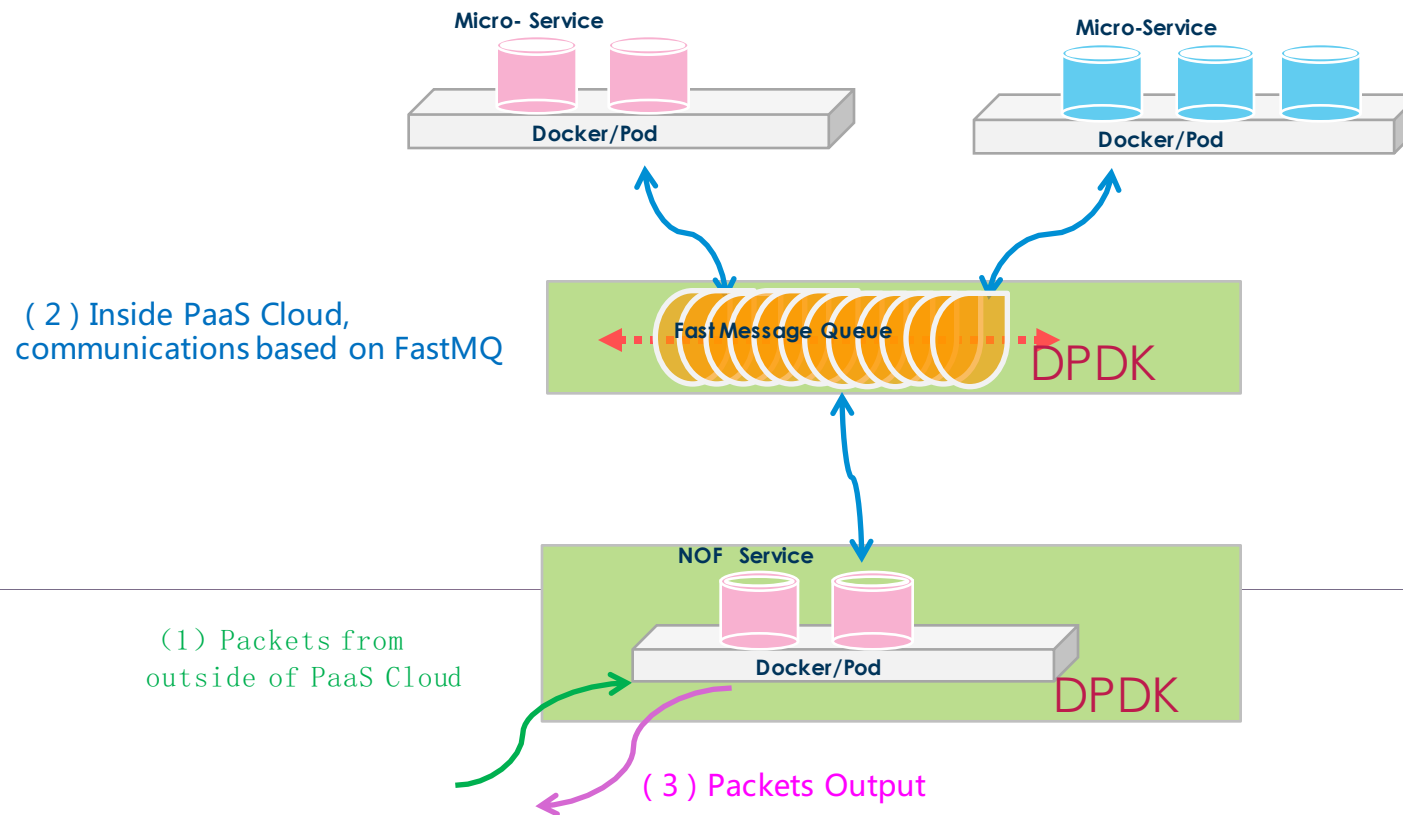 Micro- Service
Micro-Service
Docker/Pod
Docker/Pod
(2) Inside PaaS Cloud,
communications based on FastMQ
Fast Message Queue
DPDK
NOF Service
(1) Packets from
outside of PaaS Cloud
Docker/Pod
DPDK
(3) Packets Output